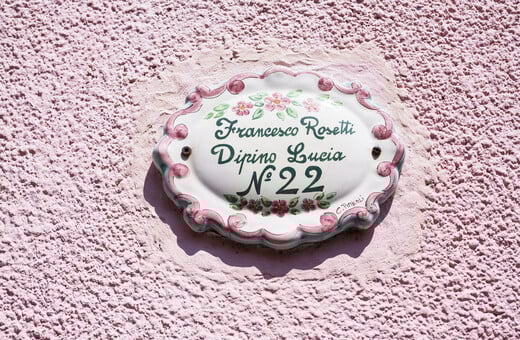 Francesco Rosetti
Dipino Lucia
Nº 22